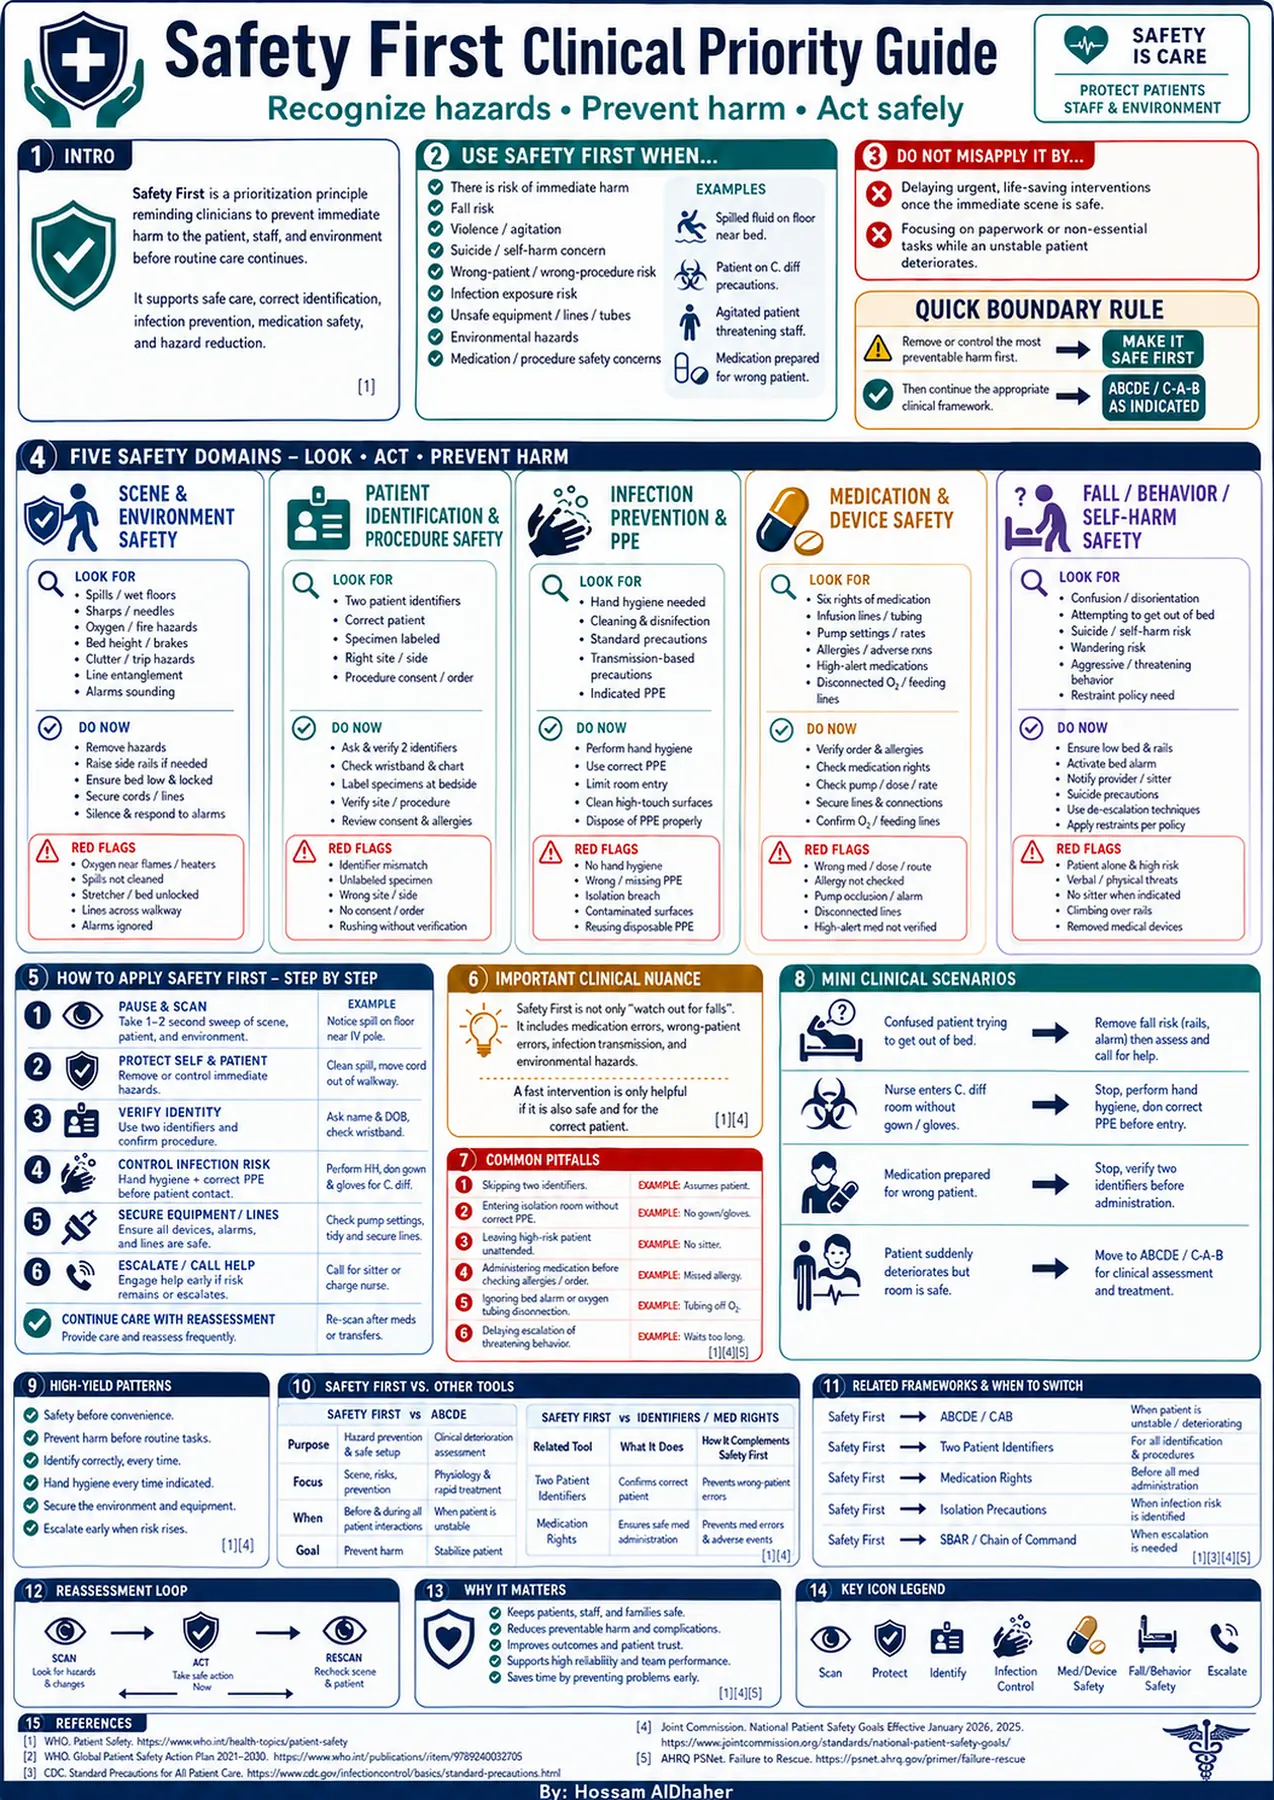 Safety First Clinical Priority Guide
Recognize hazards • Prevent harm • Act safely
SAFETY
IS CARE
PROTECT PATIENTS
STAFF & ENVIRONMENT
1 INTRO
Safety First is a prioritization principle
reminding clinicians to prevent immediate
harm to the patient, staff, and environment
before routine care continues.
It supports safe care, correct identification,
infection prevention, medication safety,
and hazard reduction.
[1]
2 USE SAFETY FIRST WHEN...
There is risk of immediate harm
Fall risk
Violence / agitation
Suicide / self-harm concern
Wrong-patient / wrong-procedure risk
Infection exposure risk
Unsafe equipment / lines / tubes
Environmental hazards
Medication / procedure safety concerns
EXAMPLES
Spilled fluid on floor
near bed.
Patient on C. diff
precautions.
Agitated patient
threatening staff.
Medication prepared
for wrong patient.
3 DO NOT MISAPPLY IT BY...
Delaying urgent, life-saving interventions
once the immediate scene is safe.
Focusing on paperwork or non-essential
tasks while an unstable patient
deteriorates.
QUICK BOUNDARY RULE
Remove or control the most
preventable harm first.
MAKE IT
SAFE FIRST
Then continue the appropriate
clinical framework.
ABCDE / C-A-B
AS INDICATED
4 FIVE SAFETY DOMAINS – LOOK • ACT • PREVENT HARM
SCENE &
ENVIRONMENT
SAFETY
LOOK FOR
• Spills / wet floors
• Sharps / needles
• Oxygen / fire hazards
• Bed height / brakes
• Clutter / trip hazards
• Line entanglement
• Alarms sounding
DO NOW
• Remove hazards
• Raise side rails if needed
• Ensure bed low & locked
• Secure cords / lines
• Silence & respond to alarms
RED FLAGS
• Oxygen near flames / heaters
• Spills not cleaned
• Stretcher / bed unlocked
• Lines across walkway
• Alarms ignored
PATIENT
IDENTIFICATION &
PROCEDURE SAFETY
LOOK FOR
• Two patient identifiers
• Correct patient
• Specimen labeled
• Right site / side
• Procedure consent / order
DO NOW
• Ask & verify 2 identifiers
• Check wristband & chart
• Label specimens at bedside
• Verify site / procedure
• Review consent & allergies
RED FLAGS
• Identifier mismatch
• Unlabeled specimen
• Wrong site / side
• No consent / order
• Rushing without verification
INFECTION
PREVENTION &
PPE
LOOK FOR
• Hand hygiene needed
• Cleaning & disnifection
• Standard precautions
• Transmission-based
precautions
• Indicated PPE
DO NOW
• Perform hand hygiene
• Use correct PPE
• Limit room entry
• Clean high-touch surfaces
• Dispose of PPE properly
RED FLAGS
• No hand hygiene
• Wrong / missing PPE
• Isolation breach
• Contaminated surfaces
• Reusing disposable PPE
MEDICATION &
DEVICE SAFETY
LOOK FOR
• Six rights of medication
• Infusion lines / tubing
• Pump settings / rates
• Allergies / adverse rxns
• High-alert medications
• Disconnected O₂ / feeding
lines
DO NOW
• Verify order & allergies
• Check medication rights
• Check pump / dose / rate
• Secure lines & connections
• Confirm O₂ / feeding lines
RED FLAGS
• Wrong med / dose / route
• Allergy not checked
• Pump occlusion / alarm
• Disconnected lines
• High-alert med not verified
FALL / BEHAVIOR /
SELF-HARM
SAFETY
LOOK FOR
• Confusion / disorientation
• Attempting to get out of bed
• Suicide / self-harm risk
• Wandering risk
• Aggressive / threatening
behavior
• Restraint policy need
DO NOW
• Ensure low bed & rails
• Activate bed alarm
• Notify provider / sitter
• Suicide precautions
• Use de-escalation techniques
• Apply restraints per policy
RED FLAGS
• Patient alone & high risk
• Verbal / physical threats
• No sitter when indicated
• Climbing over rails
• Removed medical devices
5 HOW TO APPLY SAFETY FIRST – STEP BY STEP
EXAMPLE
1 PAUSE & SCAN
Take 1–2 second sweep of scene,
patient, and environment.
Notice spill on floor
near IV pole.
2 PROTECT SELF & PATIENT
Remove or control immediate
hazards.
Clean spill, move cord
out of walkway.
3 VERIFY IDENTITY
Use two identifiers and
confirm procedure.
Ask name & DOB,
check wristband.
4 CONTROL INFECTION RISK
Hand hygiene + correct PPE
before patient contact.
Perform HH, don gown
& gloves for C. diff.
5 SECURE EQUIPMENT / LINES
Ensure all devices, alarms,
and lines are safe.
Check pump settings,
tidy and secure lines.
6 ESCALATE / CALL HELP
Engage help early if risk
remains or escalates.
Call for sitter or
charge nurse.
CONTINUE CARE WITH REASSESSMENT
Provide care and reassess frequently.
Re-scan after meds
or transfers.
6 IMPORTANT CLINICAL NUANCE
Safety First is not only "watch out for falls".
It includes medication errors, wrong-patient
errors, infection transmission, and
environmental hazards.
A fast intervention is only helpful
if it is also safe and for the
correct patient.
[1][4]
7 COMMON PITFALLS
1 Skipping two identifiers.
EXAMPLE: Assumes patient.
2 Entering isolation room without
correct PPE.
EXAMPLE: No gown/gloves.
3 Leaving high-risk patient
unattended.
EXAMPLE: No sitter.
4 Administering medication before
checking allergies / order.
EXAMPLE: Missed allergy.
5 Ignoring bed alarm or oxygen
tubing disonnection.
EXAMPLE: Tubing off O₂.
6 Delaying escalation of
threatening behavior.
EXAMPLE: Waits too long.
[1][4][5]
8 MINI CLINICAL SCENARIOS
Confused patient trying
to get out of bed.
Remove fall risk (rails,
alarm) then assess and
call for help.
Nurse enters C. diff
room without
gown / gloves.
Stop, perform hand
hygiene, don correct
PPE before entry.
Medication prepared
for wrong patient.
Stop, verify two
identifiers before
administration.
Patient suddenly
deteriorates but
room is safe.
Move to ABCDE / C-A-B
for clinical assessment
and treatment.
9 HIGH-YIELD PATTERNS
Safety before convenience.
Prevent harm before routine tasks.
Identify correctly, every time.
Hand hygiene every time indicated.
Secure the environment and equipment.
Escalate early when risk rises.
[1][4]
10 SAFETY FIRST VS. OTHER TOOLS
SAFETY FIRST vs ABCDE
Purpose
Hazard prevention
& safe setup
Clinical deterioration
assessment
Focus
Scene, risks,
prevention
Physiology &
rapid treatment
When
Before & during all
patient interactions
When patient is
unstable
Goal
Prevent harm
Stabilize patient
SAFETY FIRST vs IDENTIFIERS / MED RIGHTS
Related Tool
What It Does
How It Complements
Safety First
Two Patient
Identifiers
Confirms correct
patient
Prevents wrong-patient
errors
Medication
Rights
Ensures safe med
administration
Prevents med errors
& adverse events
[1][4]
11 RELATED FRAMEWORKS & WHEN TO SWITCH
Safety First → ABCDE / CAB
When patient is
unstable / deteriorating
Safety First → Two Patient Identifiers
For all identification
& procedures
Safety First → Medication Rights
Before all med
administration
Safety First → Isolation Precautions
When infection risk
is identified
Safety First → SBAR / Chain of Command
When escalation
is needed
[1][3][4][5]
12 REASSESSMENT LOOP
SCAN
Look for hazards
& changes
ACT
Take safe action
Now
RESCAN
Recheck scene
& patient
13 WHY IT MATTERS
Keeps patients, staff, and families safe.
Reduces preventable harm and complications.
Improves outcomes and patient trust.
Supports high reliability and team performance.
Saves time by preventing problems early.
[1][4][5]
14 KEY ICON LEGEND
Scan
Protect
Identify
Infection
Control
Med/Device
Safety
Fall/Behavior
Safety
Escalate
15 REFERENCES
[1] WHO. Patient Safety. https://www.who.int/health-topics/patient-safety
[2] WHO. Global Patient Safety Action Plan 2021–2030. https://www.who.int/publications/item/9789240032705
[3] CDC. Standard Precautions for All Patient Care. https://www.cdc.gov/infectioncontrol/basics/standard-precautions.html
[4] Joint Commission. National Patient Safety Goals Effective January 2026, 2025.
https://www.jointcommission.org/standards/national-patient-safety-goals/
[5] AHRQ PSNet. Failure to Rescue. https://psnet.ahrq.gov/primer/failure-rescue
By: Hossam AlDhaher